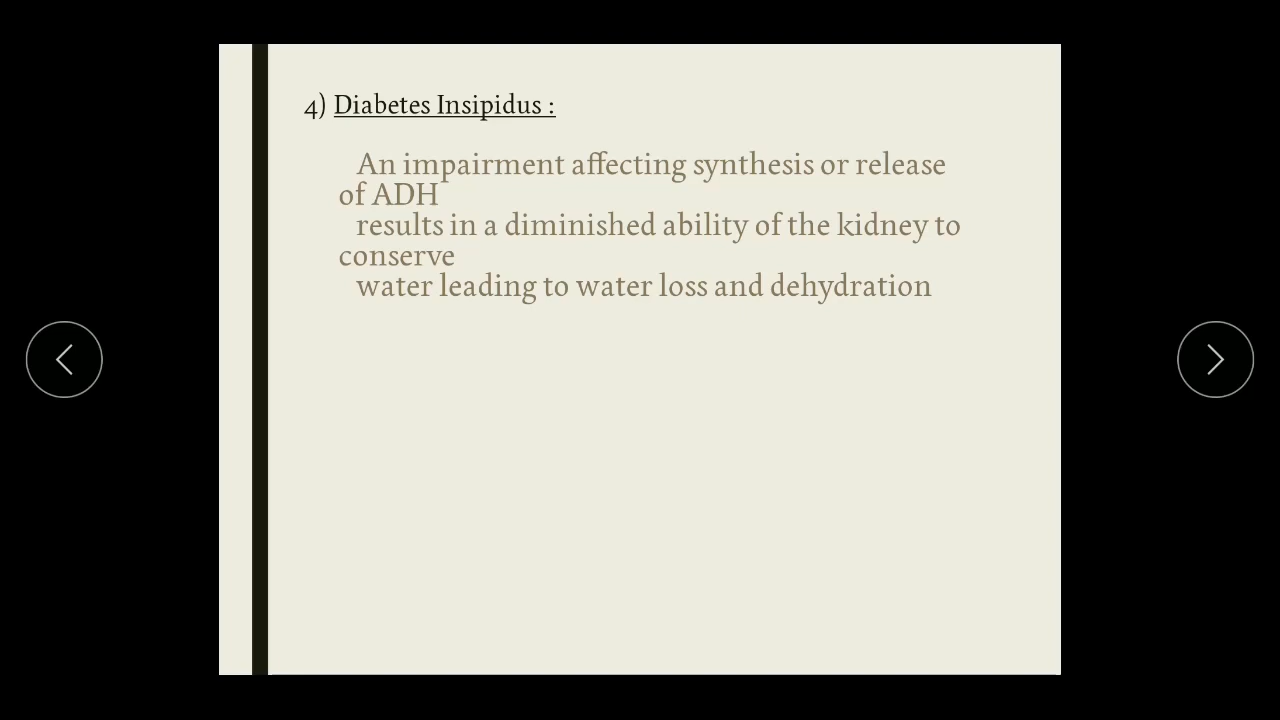 4) Diabetes Insipidus :
An impairment affecting synthesis or release
of ADH
results in a diminished ability of the kidney to
conserve
water leading to water loss and dehydration